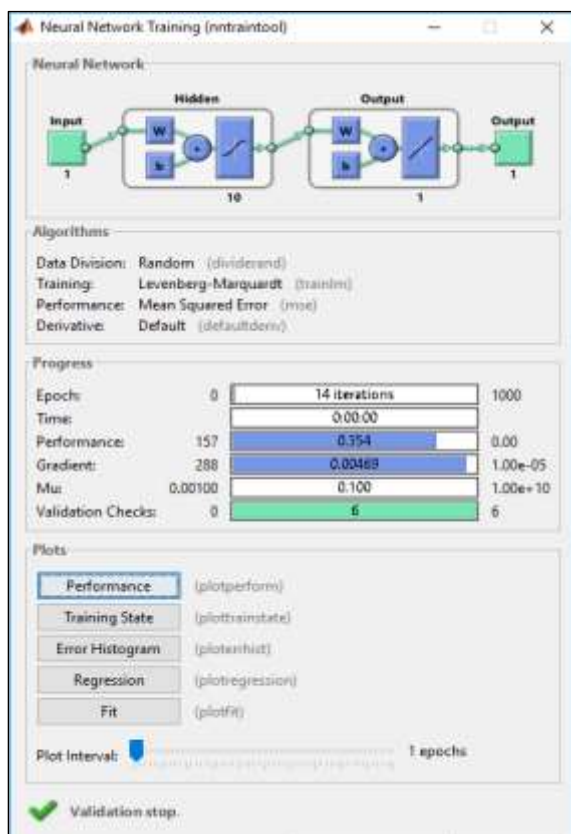 Neural Network Training (nntraintool)
Neural Network
Hidden Output
Input Output
W W
b b
1 10 1 1
Algorithms
Data Division: Random (dividerand)
Training: Levenberg-Marquardt (trainlm)
Performance: Mean Squared Error (mse)
Derivative: Default (defaultderiv)
Progress
Epoch: 0 14 iterations 1000
Time: 0:00:00
Performance: 157 0.354 0.00
Gradient: 288 0.00469 1.00e-05
Mu: 0.00100 0.100 1.00e+10
Validation Checks: 0 6 6
Plots
Performance (plotperform)
Training State (plottrainstate)
Error Histogram (ploterrhist)
Regression (plotregression)
Fit (plotfit)
Plot Interval: 1 epochs
Validation stop.